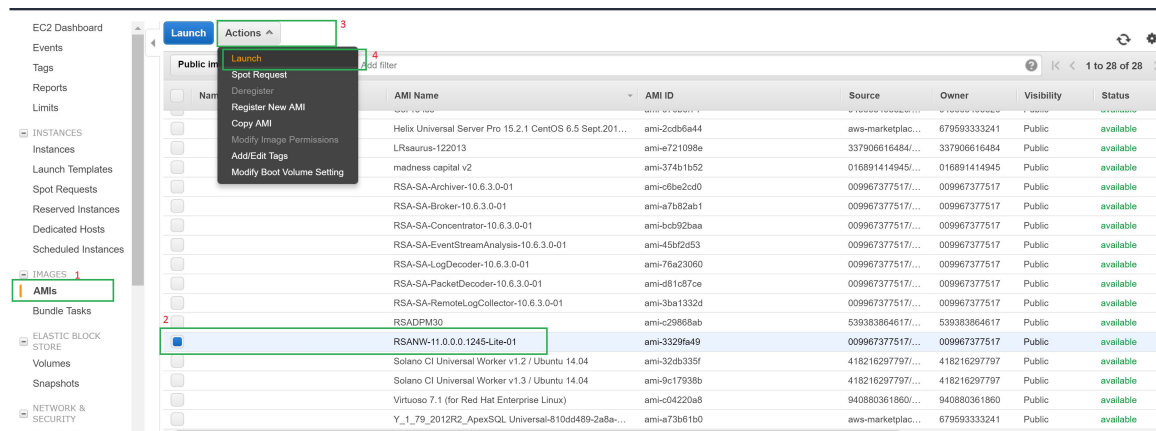 EC2 Dashboard
Events
Tags
Reports
Limits
INSTANCES
Instances
Launch Templates
Spot Requests
Reserved Instances
Dedicated Hosts
Scheduled Instances
IMAGES 1
AMIs
Bundle Tasks
ELASTIC BLOCK
STORE
Volumes
Snapshots
NETWORK &
SECURITY
Launch Actions 3
Launch 4
Spot Request
Deregister
Register New AMI
Copy AMI
Modify Image Permissions
Add/Edit Tags
Modify Boot Volume Setting
Public im Add filter 1 to 28 of 28
Nam AMI Name AMI ID Source Owner Visibility Status
Helix Universal Server Pro 15.2.1 CentOS 6.5 Sept.201... ami-2cdb6a44 aws-marketplac... 679593333241 Public available
LRsaurus-122013 ami-e721098e 337906616484/... 337906616484 Public available
madness capital v2 ami-374b1b52 016891414945/... 016891414945 Public available
RSA-SA-Archiver-10.6.3.0-01 ami-c6be2cd0 009967377517/... 009967377517 Public available
RSA-SA-Broker-10.6.3.0-01 ami-a7b82ab1 009967377517/... 009967377517 Public available
RSA-SA-Concentrator-10.6.3.0-01 ami-bcb92baa 009967377517/... 009967377517 Public available
RSA-SA-EventStreamAnalysis-10.6.3.0-01 ami-45bf2d53 009967377517/... 009967377517 Public available
RSA-SA-LogDecoder-10.6.3.0-01 ami-76a23060 009967377517/... 009967377517 Public available
RSA-SA-PacketDecoder-10.6.3.0-01 ami-d81c87ce 009967377517/... 009967377517 Public available
RSA-SA-RemoteLogCollector-10.6.3.0-01 ami-3ba1332d 009967377517/... 009967377517 Public available
2 RSADPM30 ami-c29868ab 539383864617/... 539383864617 Public available
RSANW-11.0.0.0.1245-Lite-01 ami-3329fa49 009967377517/... 009967377517 Public available
Solano CI Universal Worker v1.2 / Ubuntu 14.04 ami-32db335f 418216297797/... 418216297797 Public available
Solano CI Universal Worker v1.3 / Ubuntu 14.04 ami-9c17938b 418216297797/... 418216297797 Public available
Virtuoso 7.1 (for Red Hat Enterprise Linux) ami-c04220a8 940880361860/... 940880361860 Public available
Y_1_79_2012R2_ApexSQL Universal-810dd489-2a8a-... ami-a73b61b0 aws-marketplac... 679593333241 Public available